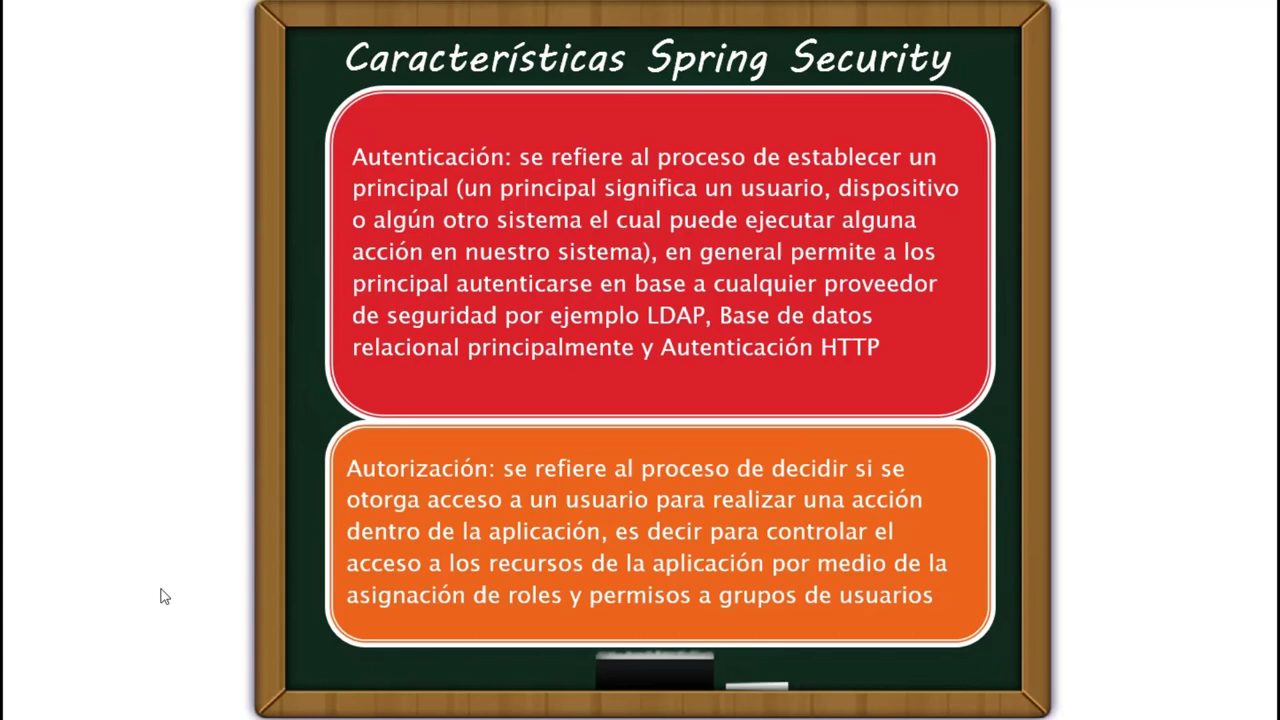 Características Spring Security
Autenticación: se refiere al proceso de establecer un
principal (un principal significa un usuario, dispositivo
o algún otro sistema el cual puede ejecutar alguna
acción en nuestro sistema), en general permite a los
principal autenticarse en base a cualquier proveedor
de seguridad por ejemplo LDAP, Base de datos
relacional principalmente y Autenticación HTTP
Autorización: se refiere al proceso de decidir si se
otorga acceso a un usuario para realizar una acción
dentro de la aplicación, es decir para controlar el
acceso a los recursos de la aplicación por medio de la
asignación de roles y permisos a grupos de usuarios